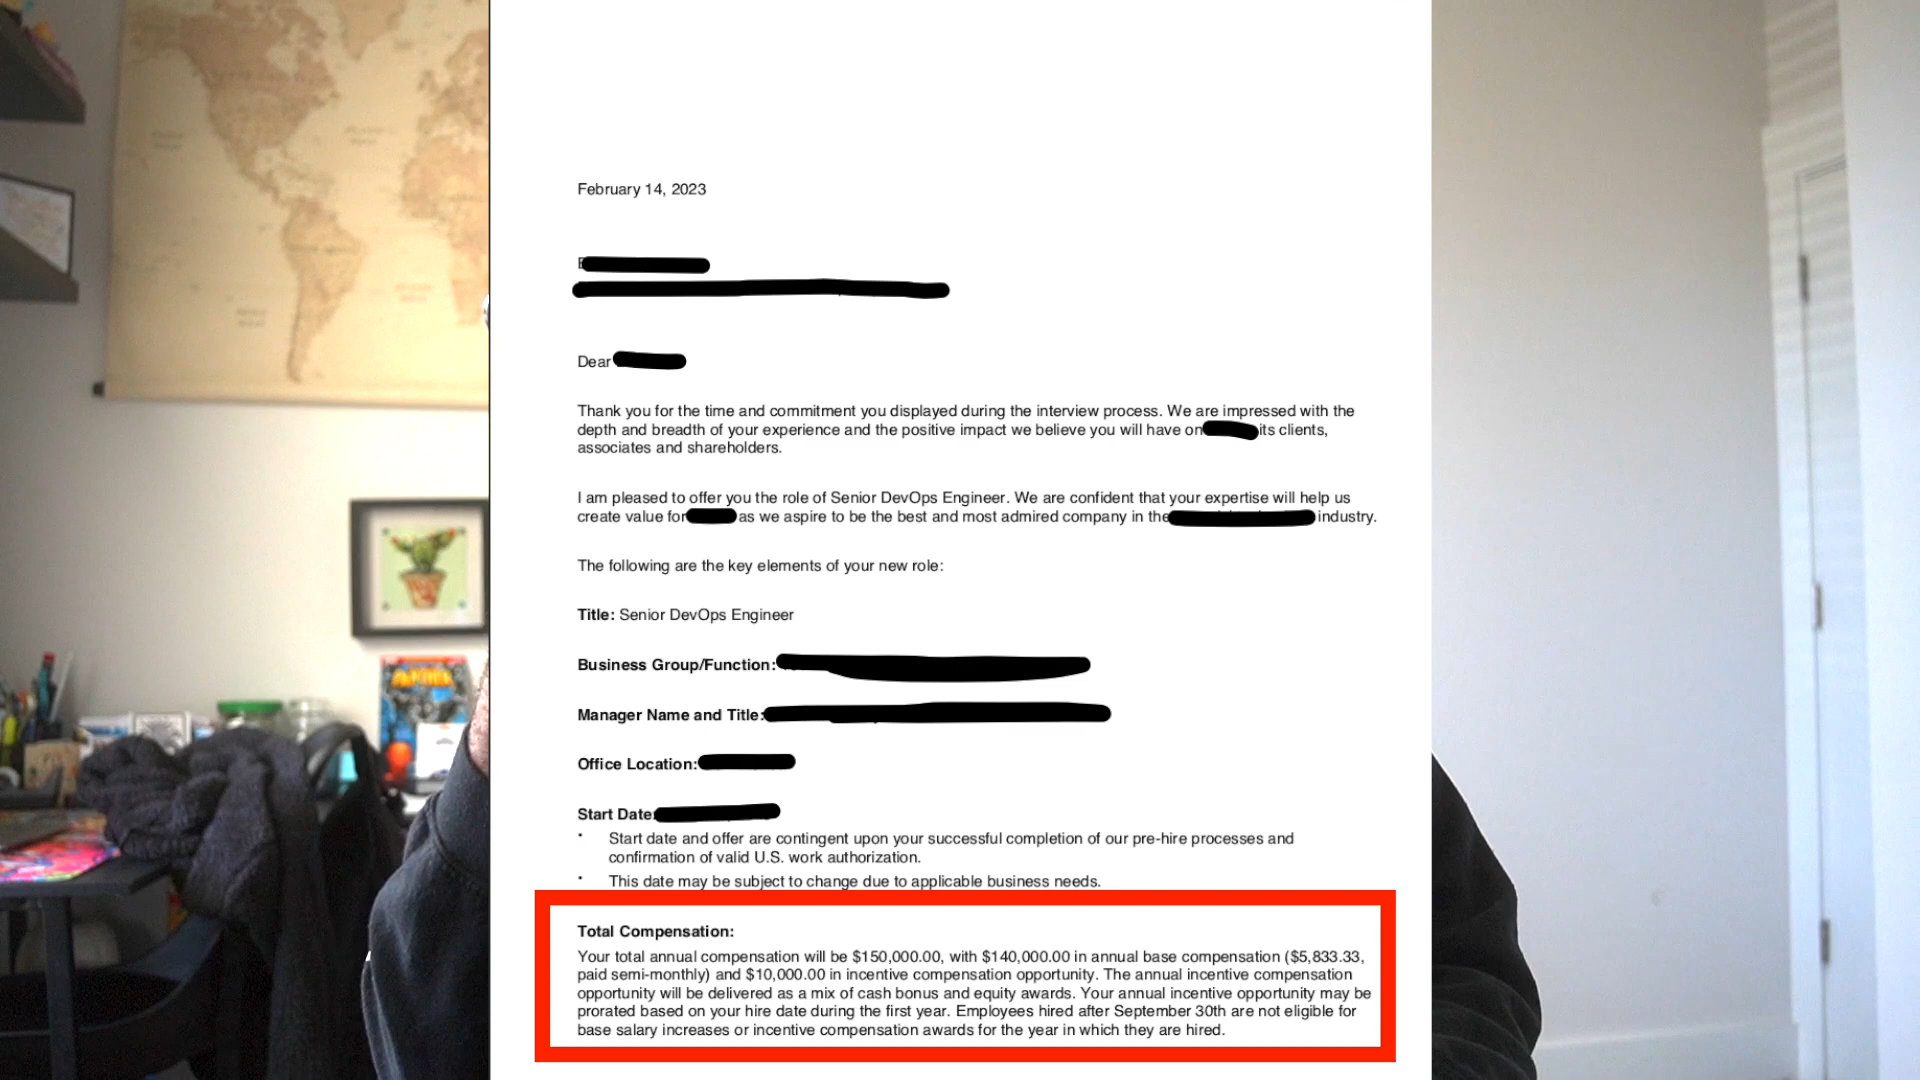 February 14, 2023
Dear
Thank you for the time and commitment you displayed during the interview process. We are impressed with the
depth and breadth of your experience and the positive impact we believe you will have on its clients,
associates and shareholders.
I am pleased to offer you the role of Senior DevOps Engineer. We are confident that your expertise will help us
create value for as we aspire to be the best and most admired company in the industry.
The following are the key elements of your new role:
Title: Senior DevOps Engineer
Business Group/Function:
Manager Name and Title:
Office Location:
Start Date:
Start date and offer are contingent upon your successful completion of our pre-hire processes and
confirmation of valid U.S. work authorization.
This date may be subject to change due to applicable business needs.
Total Compensation:
Your total annual compensation will be $150,000.00, with $140,000.00 in annual base compensation ($5,833.33,
paid semi-monthly) and $10,000.00 in incentive compensation opportunity. The annual incentive compensation
opportunity will be delivered as a mix of cash bonus and equity awards. Your annual incentive opportunity may be
prorated based on your hire date during the first year. Employees hired after September 30th are not eligible for
base salary increases or incentive compensation awards for the year in which they are hired.